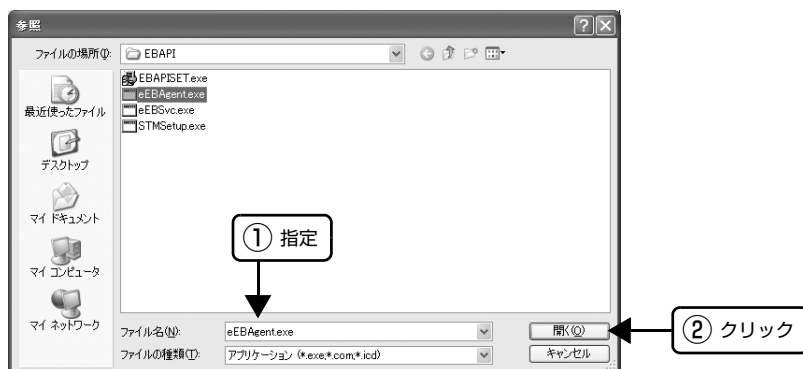 参照
ファイルの場所(I):
EBAPI
EBAPISET.exe
eEBAgent.exe
eEBSvc.exe
STMSetup.exe
最近使ったファイル
デスクトップ
マイ ドキュメント
マイ コンピュータ
マイ ネットワーク
① 指定
ファイル名(N):
eEBAgent.exe
開く(O)
② クリック
ファイルの種類(T):
アプリケーション (*.exe;*.com;*.icd)
キャンセル